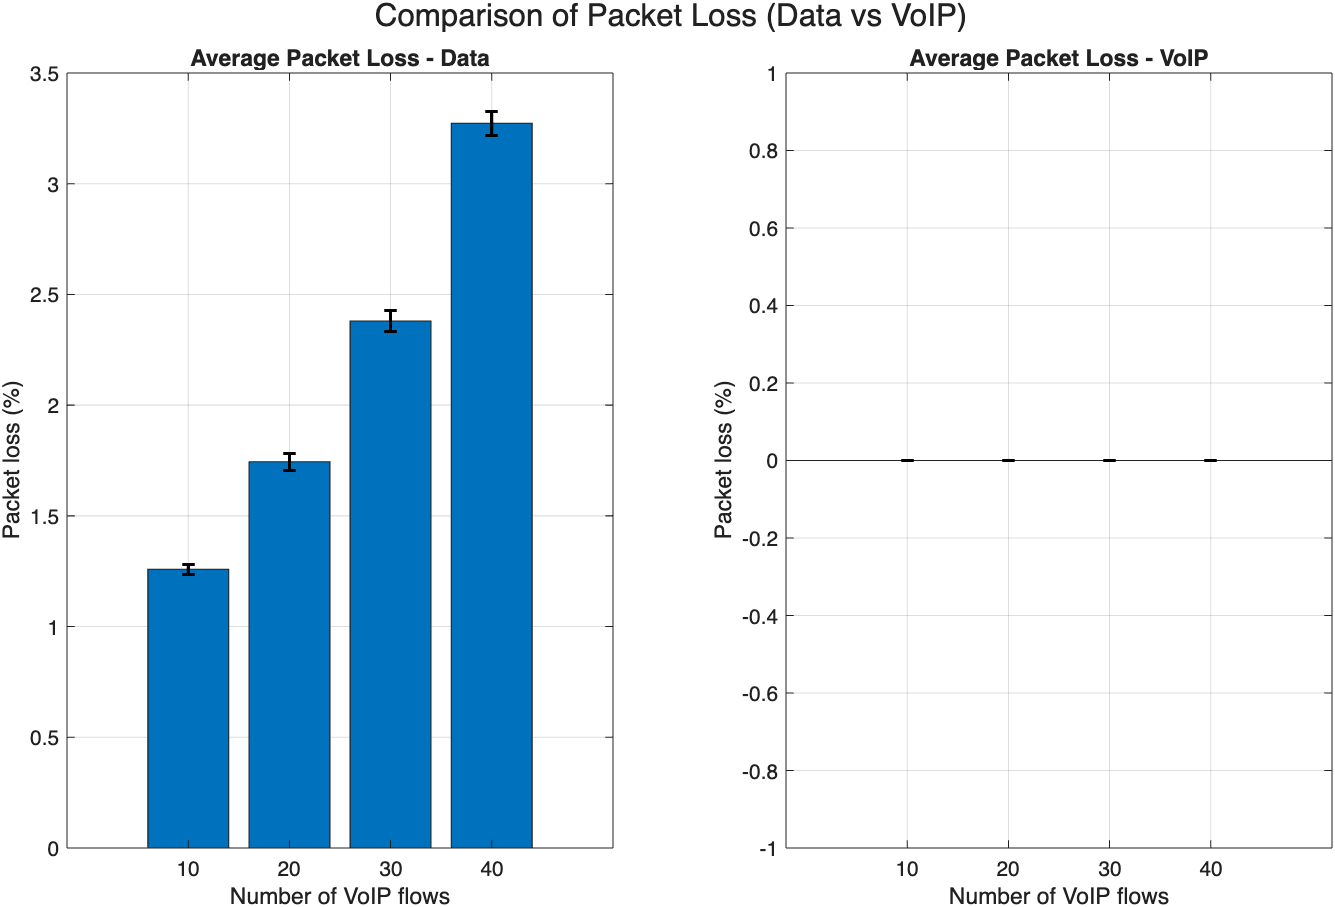 Comparison of Packet Loss (Data vs VoIP)
Average Packet Loss - Data
3.5
3
2.5
2
1.5
1
0.5
0
Packet loss (%)
10 20 30 40
Number of VoIP flows
Average Packet Loss - VoIP
1
0.8
0.6
0.4
0.2
0
-0.2
-0.4
-0.6
-0.8
-1
Packet loss (%)
10 20 30 40
Number of VoIP flows